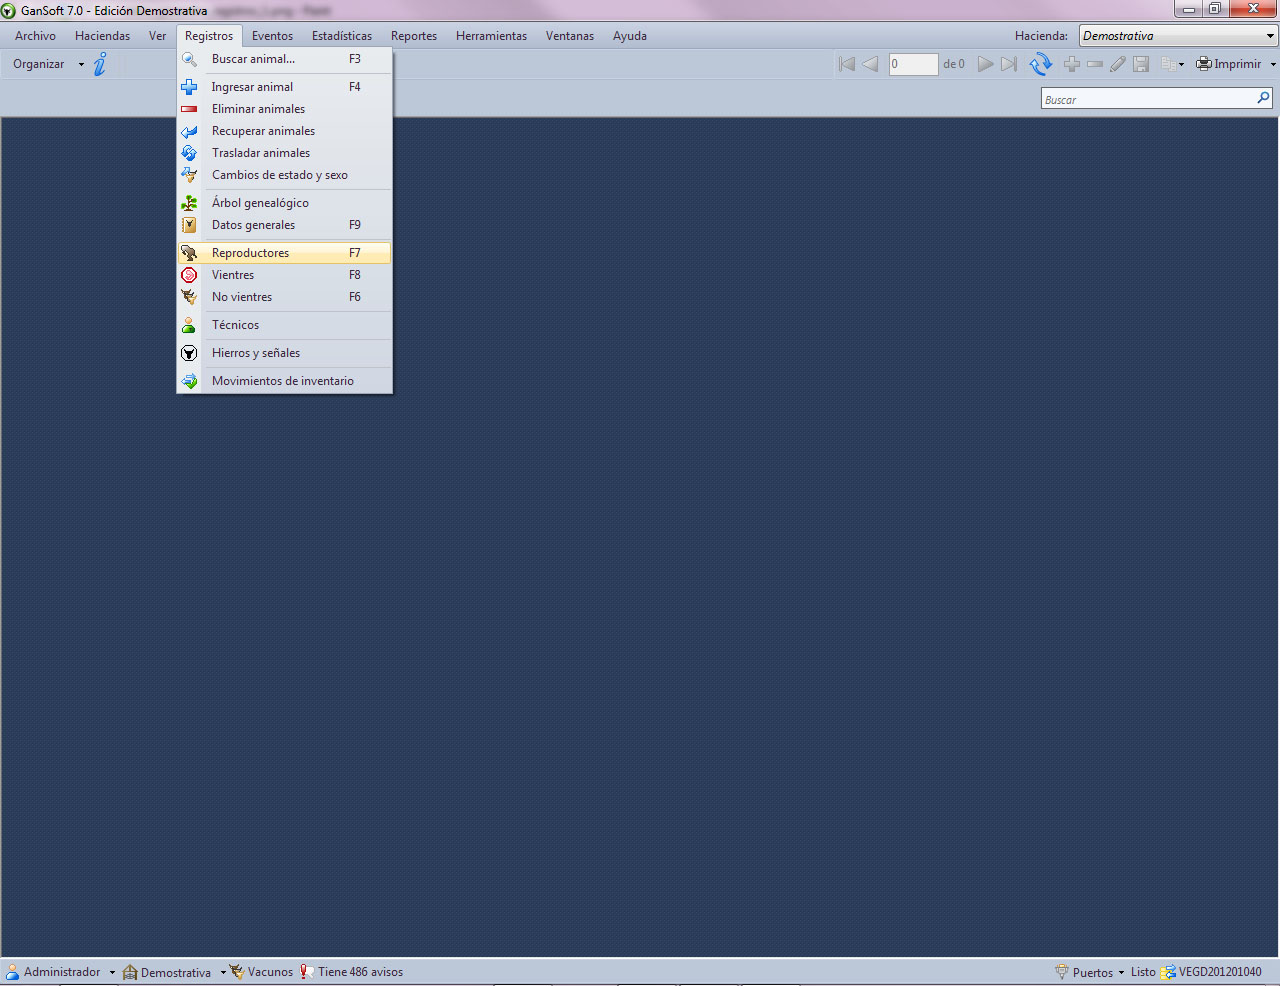 GanSoft 7.0 - Edición Demostrativa
Archivo Haciendas Ver Registros Eventos Estadísticas Reportes Herramientas Ventanas Ayuda Hacienda: Demostrativa
Organizar 0 de 0 Imprimir
Buscar
Buscar animal... F3
Ingresar animal F4
Eliminar animales
Recuperar animales
Trasladar animales
Cambios de estado y sexo
Árbol genealógico
Datos generales F9
Reproductores F7
Vientres F8
No vientres F6
Técnicos
Hierros y señales
Movimientos de inventario
Administrador Demostrativa Vacunos Tiene 486 avisos Puertos Listo VEGD201201040